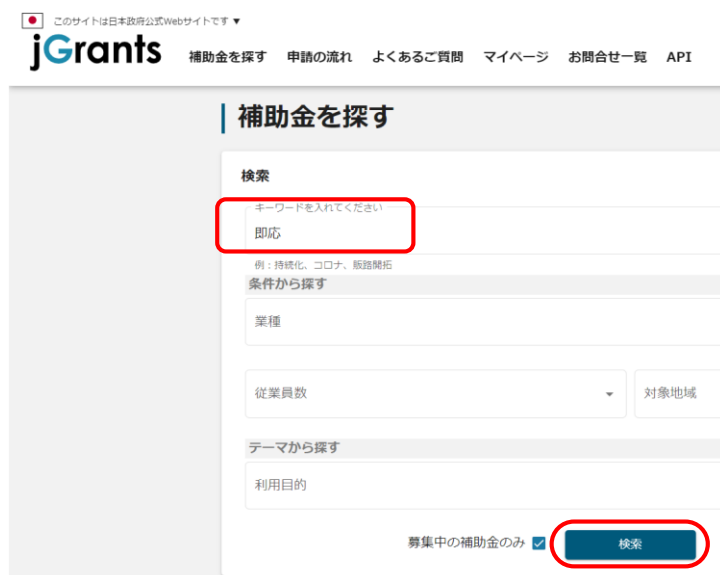 このサイトは日本政府公式Webサイトです ▼
jGrants 補助金を探す 申請の流れ よくあるご質問 マイページ お問合せ一覧 API
補助金を探す
検索
キーワードを入れてください
即応
例：持続化、コロナ、販路開拓
条件から探す
業種
従業員数 対象地域
テーマから探す
利用目的
募集中の補助金のみ 検索